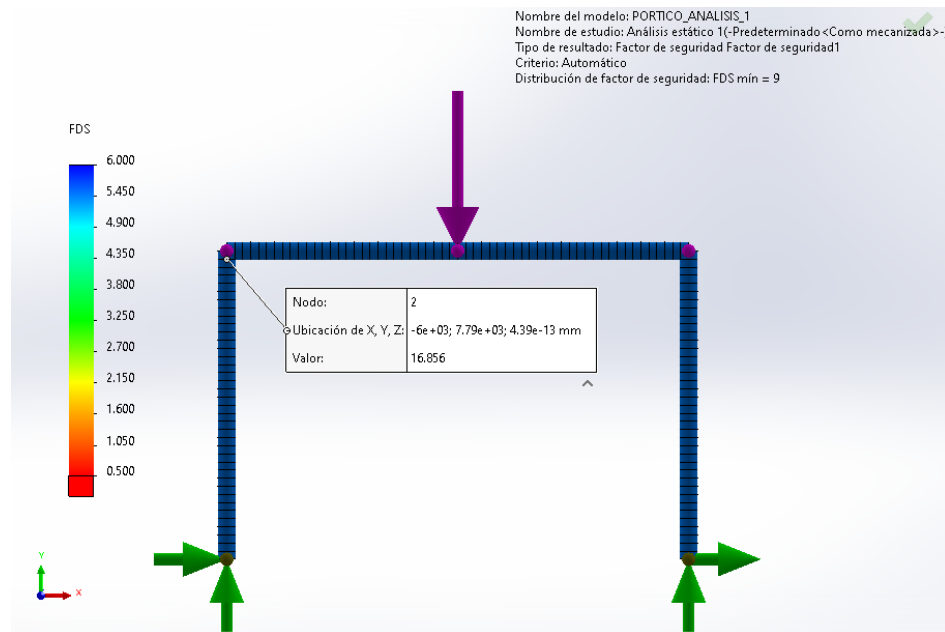 Nombre del modelo: PORTICO_ANALISIS_1
Nombre de estudio: Análisis estático 1(-Predeterminado<Como mecanizada>-)
Tipo de resultado: Factor de seguridad Factor de seguridad1
Criterio: Automático
Distribución de factor de seguridad: FDS mín = 9
FDS
6.000
5.450
4.900
4.350
3.800
3.250
2.700
2.150
1.600
1.050
0.500
Nodo: 2
Ubicación de X, Y, Z: -6e+03; 7.79e+03; 4.39e-13 mm
Valor: 16.856
Y
X